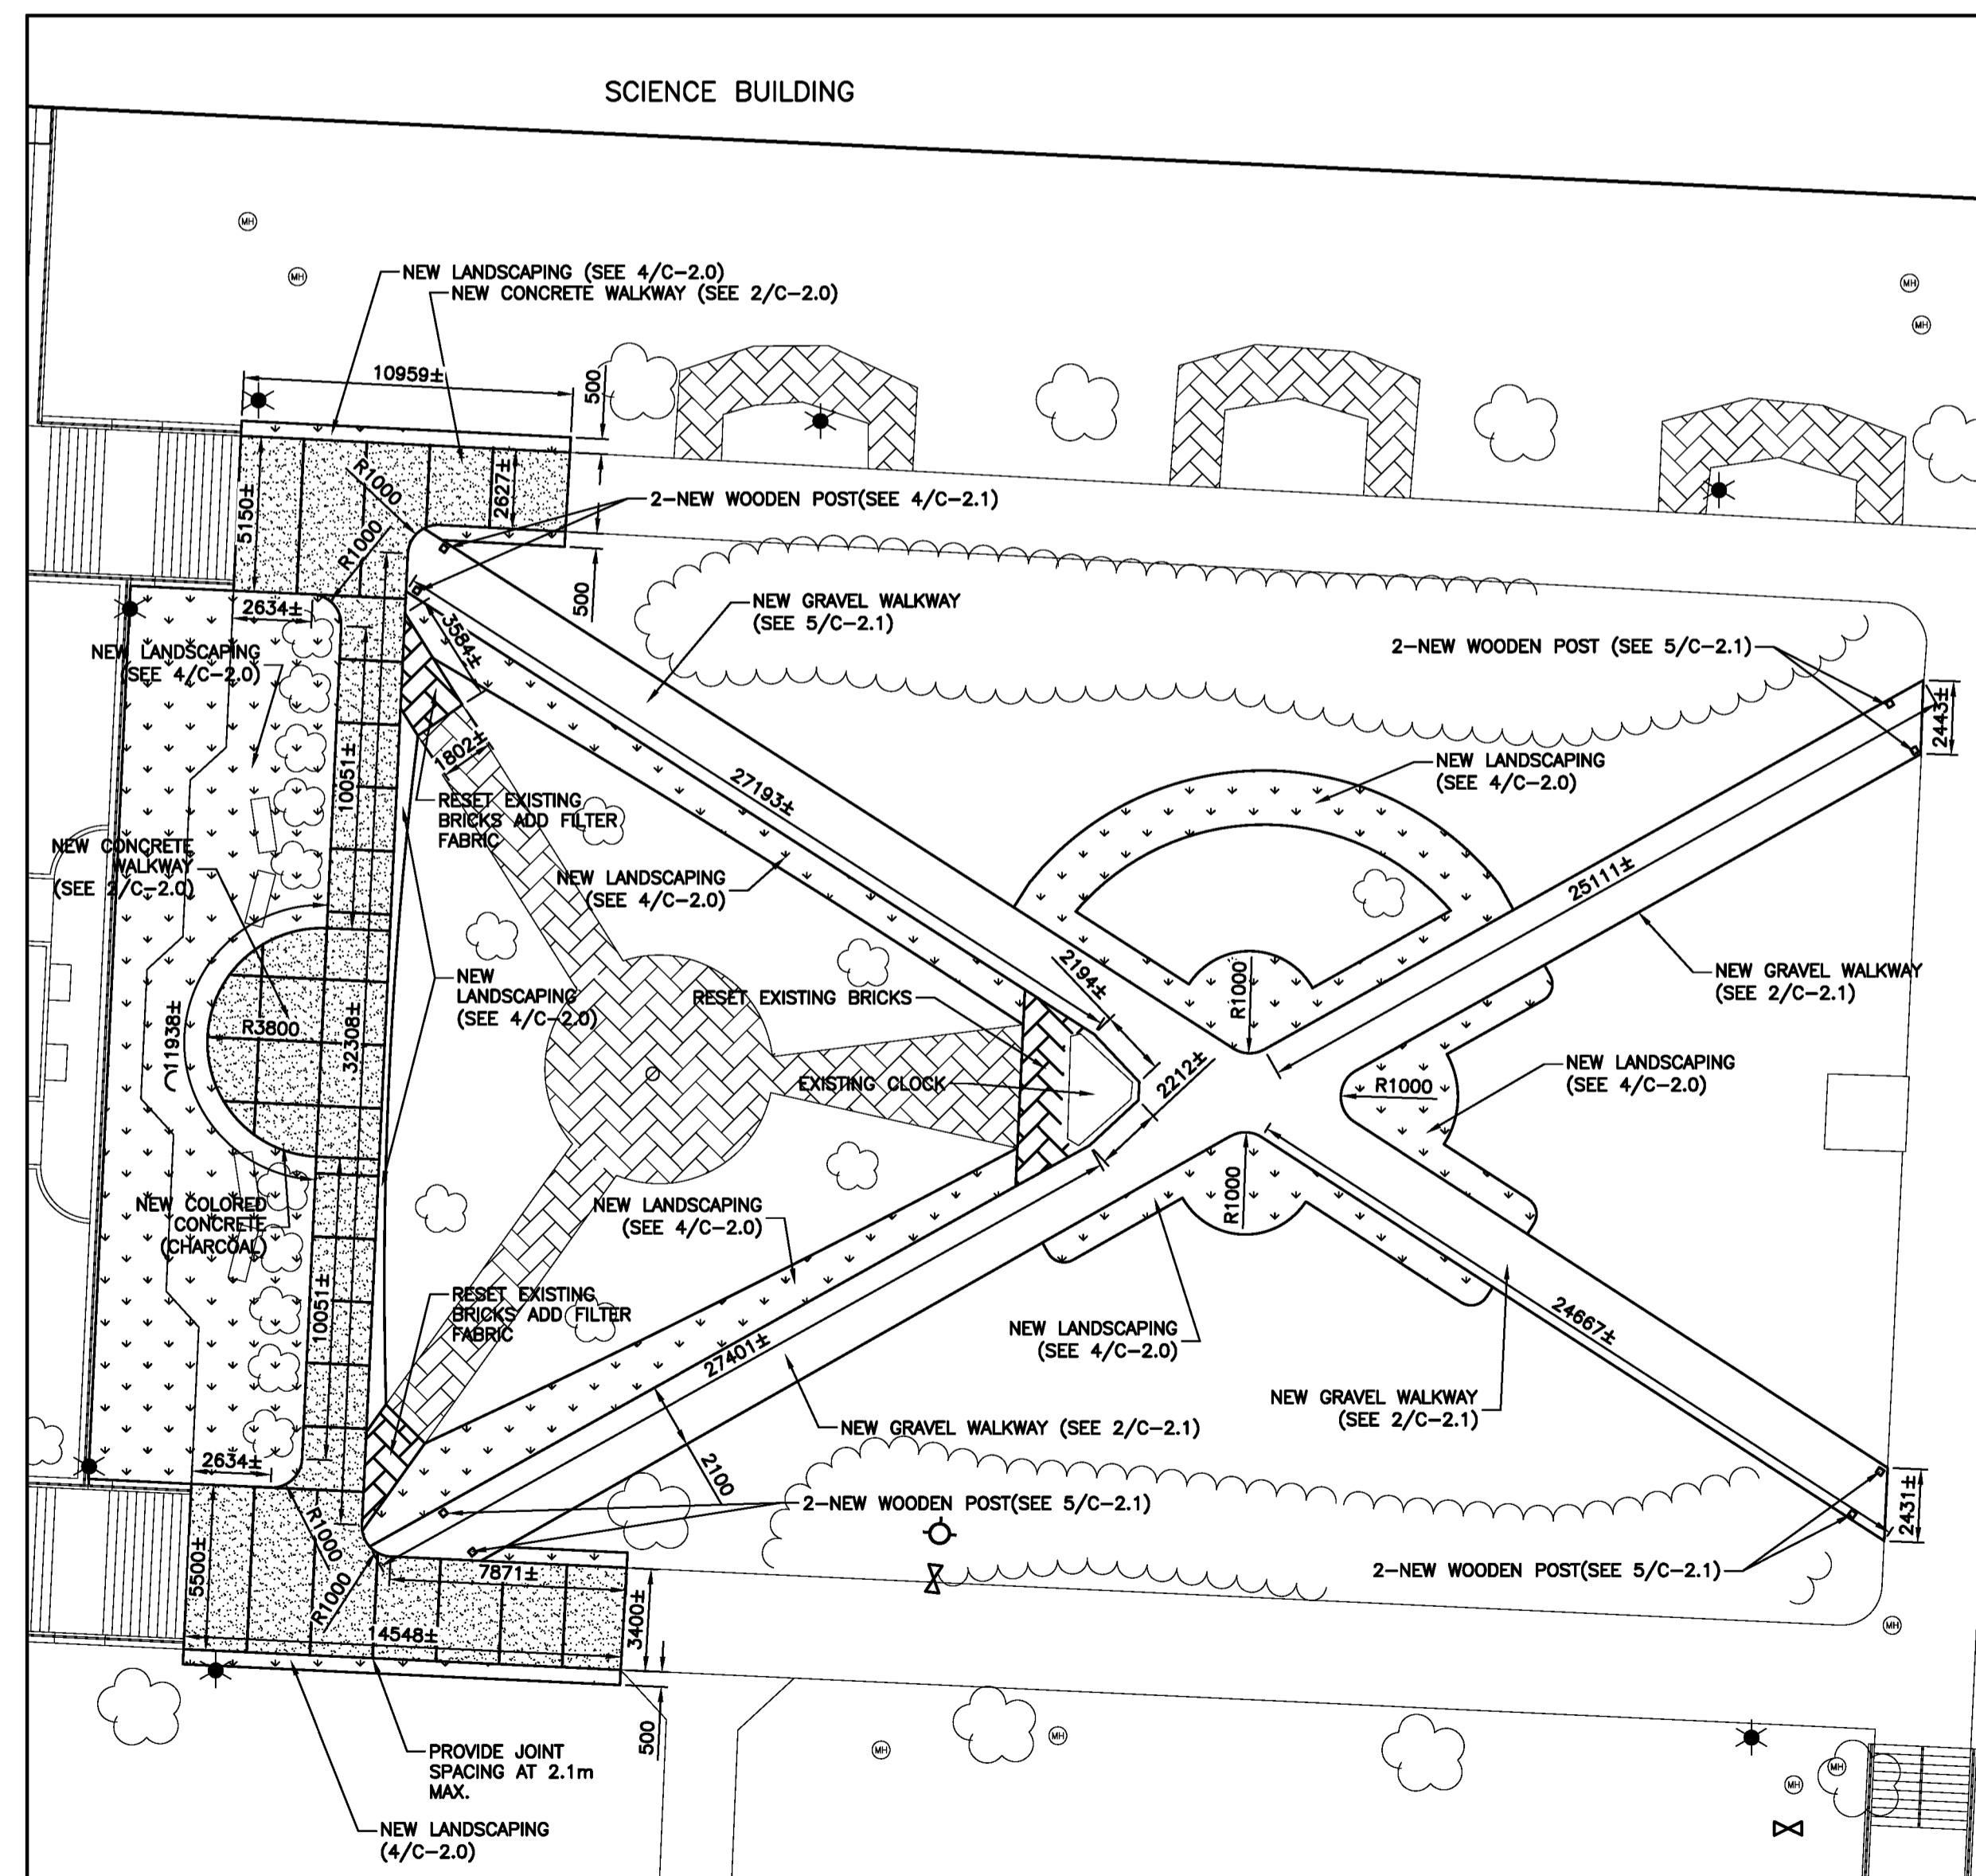 SCIENCE BUILDING
MH
MH
MH
MH
NEW LANDSCAPING (SEE 4/C-2.0)
NEW CONCRETE WALKWAY (SEE 2/C-2.0)
10959±
500
R1000
2627±
5150±
2-NEW WOODEN POST(SEE 4/C-2.1)
R1000
500
2634±
3584±
NEW GRAVEL WALKWAY
(SEE 5/C-2.1)
2-NEW WOODEN POST (SEE 5/C-2.1)
NEW LANDSCAPING
(SEE 4/C-2.0)
2443±
1802±
10051±
27193±
NEW LANDSCAPING
(SEE 4/C-2.0)
RESET EXISTING
BRICKS ADD FILTER
FABRIC
NEW CONCRETE
WALKWAY
(SEE 2/C-2.0)
NEW LANDSCAPING
(SEE 4/C-2.0)
25111±
2194±
R1000
NEW
LANDSCAPING
(SEE 4/C-2.0)
RESET EXISTING BRICKS
NEW GRAVEL WALKWAY
(SEE 2/C-2.1)
11938±
R3800
32308±
2212±
EXISTING CLOCK
R1000
NEW LANDSCAPING
(SEE 4/C-2.0)
NEW COLORED
CONCRETE
(CHARCOAL)
NEW LANDSCAPING
(SEE 4/C-2.0)
R1000
10051±
RESET EXISTING
BRICKS ADD FILTER
FABRIC
27401±
NEW LANDSCAPING
(SEE 4/C-2.0)
24667±
NEW GRAVEL WALKWAY
(SEE 2/C-2.1)
NEW GRAVEL WALKWAY (SEE 2/C-2.1)
2634±
2100
2-NEW WOODEN POST(SEE 5/C-2.1)
2431±
R1000
5500±
R1000
7871±
2-NEW WOODEN POST(SEE 5/C-2.1)
3400±
14548±
MH
500
PROVIDE JOINT
SPACING AT 2.1m
MAX.
MH
MH
MH
MH
NEW LANDSCAPING
(4/C-2.0)